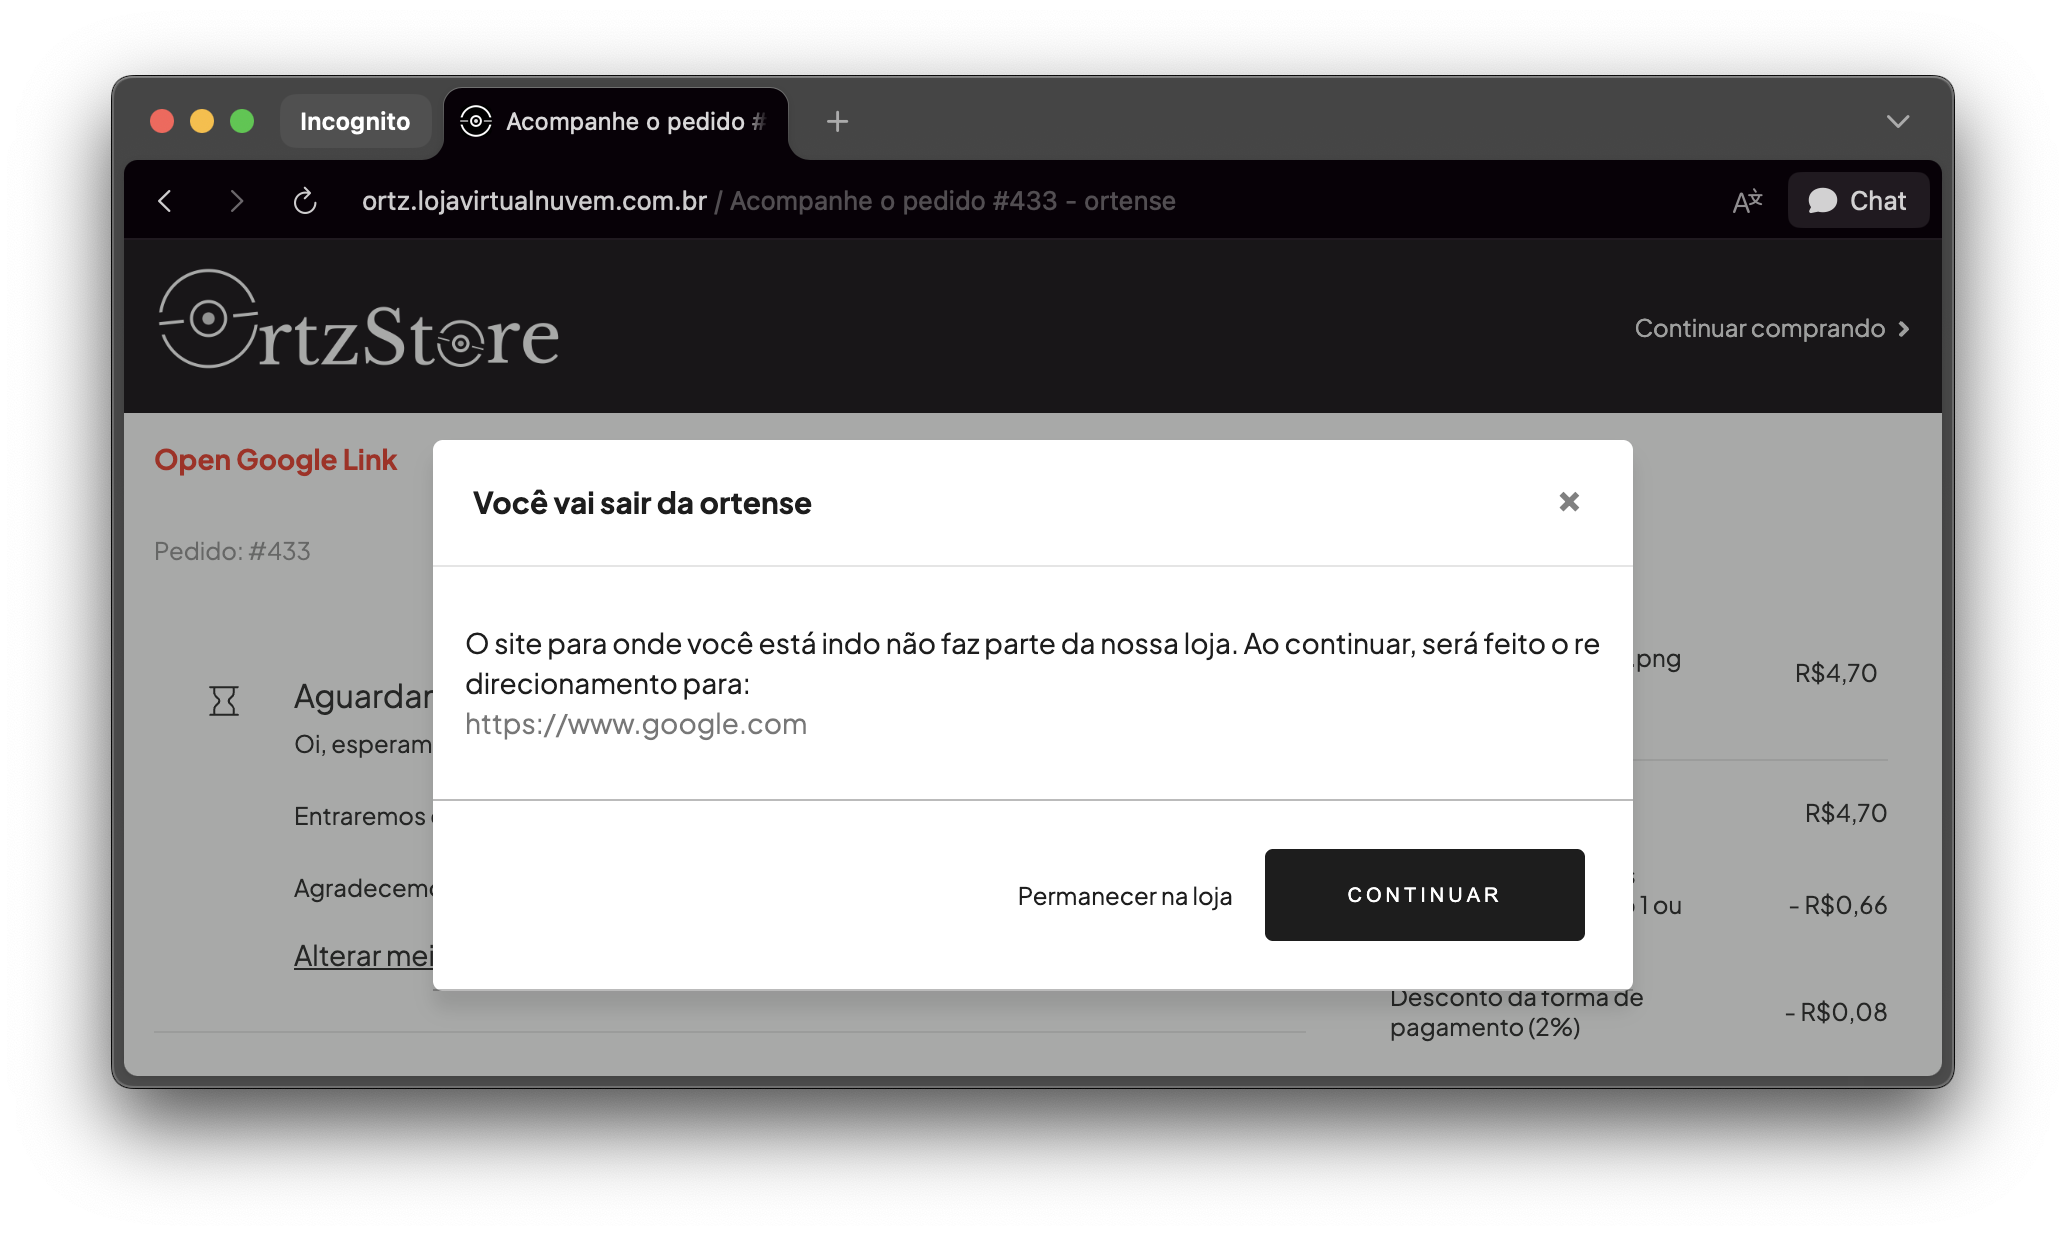 Incognito
Acompanhe o pedido #
ortz.lojavirtualnuvem.com.br / Acompanhe o pedido #433 - ortense
Chat
OrtzStore
Continuar comprando
Open Google Link
Pedido: #433
Você vai sair da ortense
O site para onde você está indo não faz parte da nossa loja. Ao continuar, será feito o re
direcionamento para:
https://www.google.com
Permanecer na loja
CONTINUAR
Oi, esperam
Entraremos
Alterar
.png
R$4,70
R$4,70
1 ou
- R$0,66
Desconto da forma de
pagamento (2%)
- R$0,08